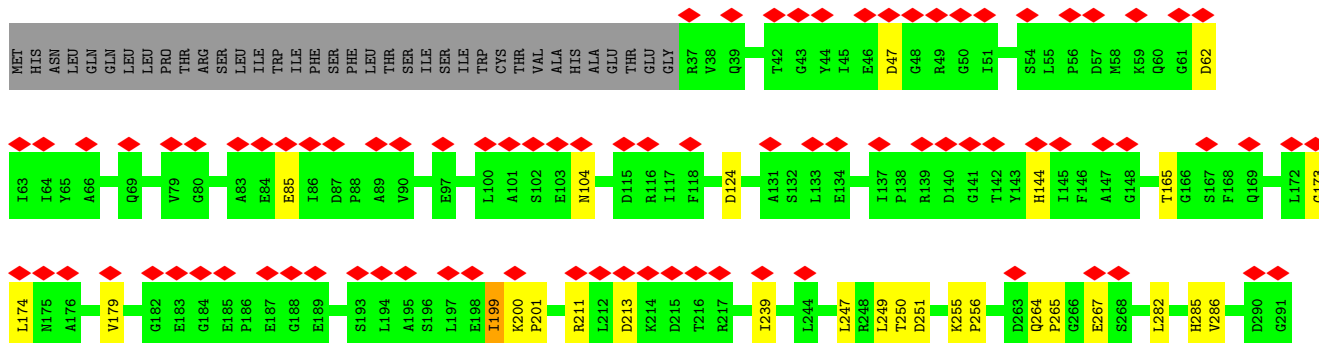 MET HIS ASN LEU GLN GLN LEU LEU PRO THR ARG SER LEU ILE TRP ILE PHE SER PHE LEU THR SER ILE SER ILE TRP CYS THR VAL ALA HIS ALA GLU THR GLU GLY R37 V38 Q39 T42 G43 Y44 I45 E46 D47 G48 R49 G50 I51 S54 L55 P56 D57 M58 K59 Q60 G61 D62
I63 I64 Y65 A66 Q69 V79 G80 A83 E84 E85 I86 D87 P88 A89 V90 E97 L100 A101 S102 E103 N104 D115 R116 I117 F118 D124 A131 S132 L133 E134 I137 P138 R139 D140 G141 T142 Y143 H144 I145 F146 A147 G148 T165 G166 S167 F168 Q169 L172 G173
L174 N175 A176 V179 G182 E183 G184 E185 P186 E187 G188 E189 S193 L194 A195 S196 L197 E198 I199 K200 P201 R211 L212 D213 K214 D215 T216 R217 I239 L244 L247 R248 L249 T250 D251 K255 P256 D263 Q264 P265 G266 E267 S268 L282 H285 V286 D290 G291